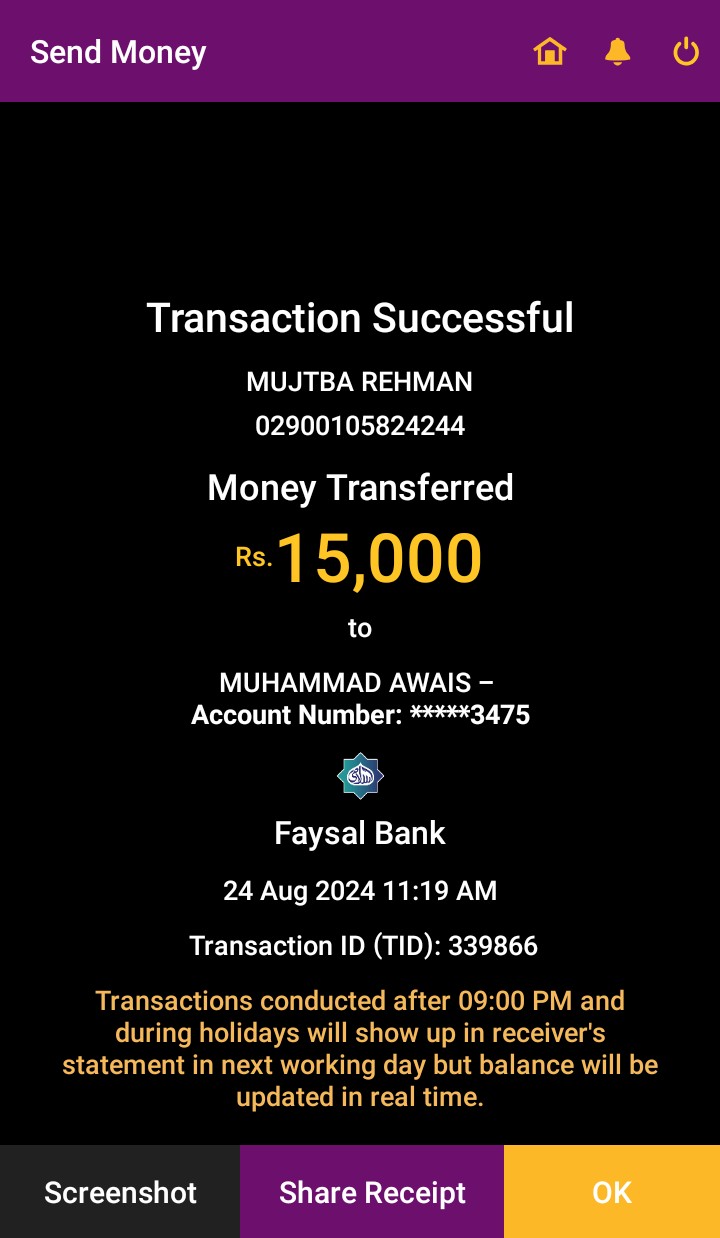 Send Money
Transaction Successful
MUJTBA REHMAN
02900105824244
Money Transferred
Rs.15,000
to
MUHAMMAD AWAIS –
Account Number: *****3475
Faysal Bank
24 Aug 2024 11:19 AM
Transaction ID (TID): 339866
Transactions conducted after 09:00 PM and
during holidays will show up in receiver's
statement in next working day but balance will be
updated in real time.
Screenshot
Share Receipt
OK